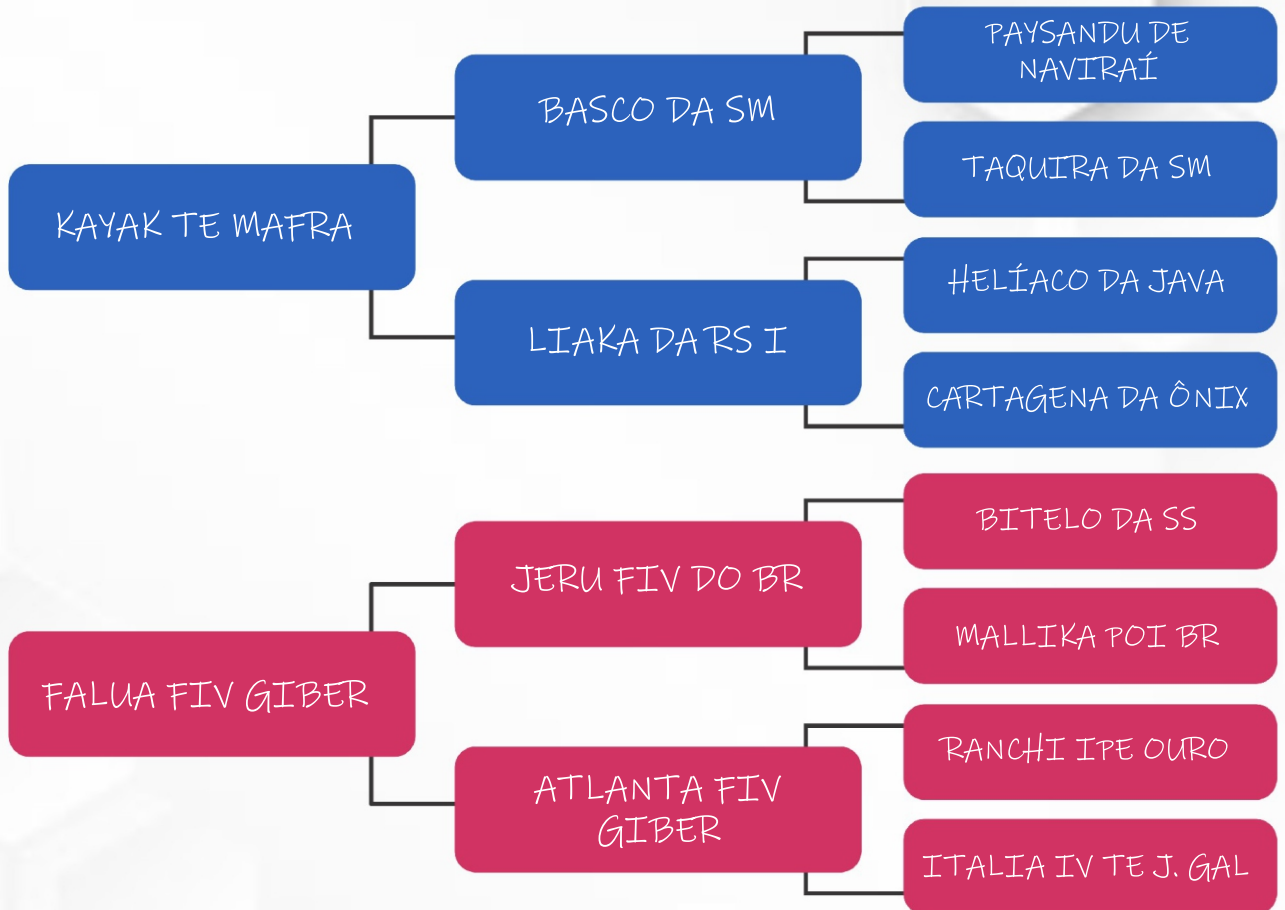 PAYSANDU DE
NAVIRAÍ
BASCO DA SM
TAQUIRA DA SM
KAYAK TE MAFRA
HELÍACO DA JAVA
LIAKA DA RS I
CARTAGENA DA ÔNIX
BITELO DA SS
JERU FIV DO BR
MALLIKA POI BR
FALUA FIV GIBER
RANCHI IPE OURO
ATLANTA FIV
GIBER
ITALIA IV TE J. GAL